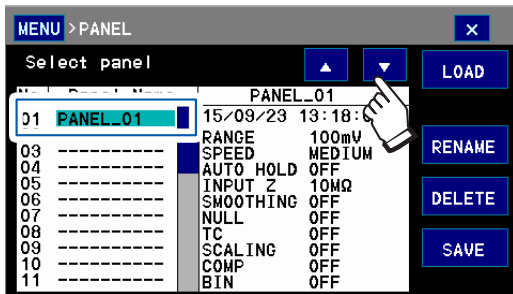 MENU > PANEL ×
Select panel ▲ ▼ LOAD
PANEL_01
01 PANEL_01 15/09/23 13:18:
RANGE 100mV RENAME
03 ---------- SPEED MEDIUM
04 ---------- AUTO HOLD OFF
05 ---------- INPUT Z 10MΩ
06 ---------- SMOOTHING OFF DELETE
07 ---------- NULL OFF
08 ---------- TC OFF
09 ---------- SCALING OFF SAVE
10 ---------- COMP OFF
11 ---------- BIN OFF